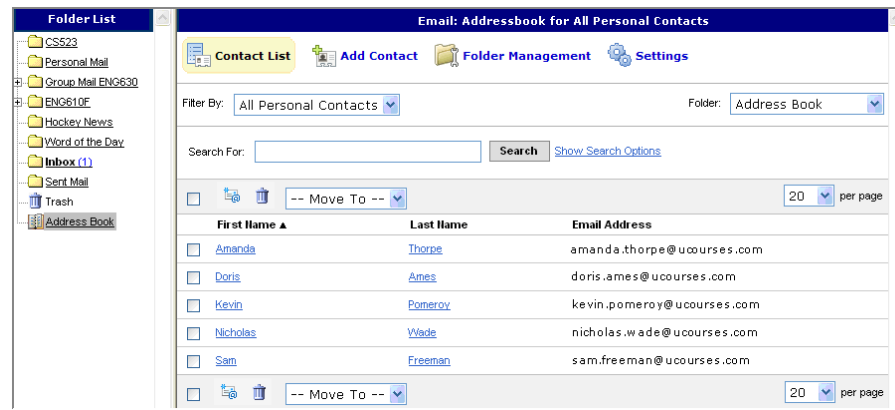 Folder List
CS523
Personal Mail
Group Mail ENG630
ENG610F
Hockey News
Word of the Day
Inbox (1)
Sent Mail
Trash
Address Book
Email: Addressbook for All Personal Contacts
Contact List Add Contact Folder Management Settings
Filter By: All Personal Contacts Folder: Address Book
Search For: Search Show Search Options
-- Move To -- 20 per page
First Name ▲ Last Name Email Address
Amanda Thorpe amanda.thorpe@ucourses.com
Doris Ames doris.ames@ucourses.com
Kevin Pomeroy kevin.pomeroy@ucourses.com
Nicholas Wade nicholas.wade@ucourses.com
Sam Freeman sam.freeman@ucourses.com
-- Move To -- 20 per page